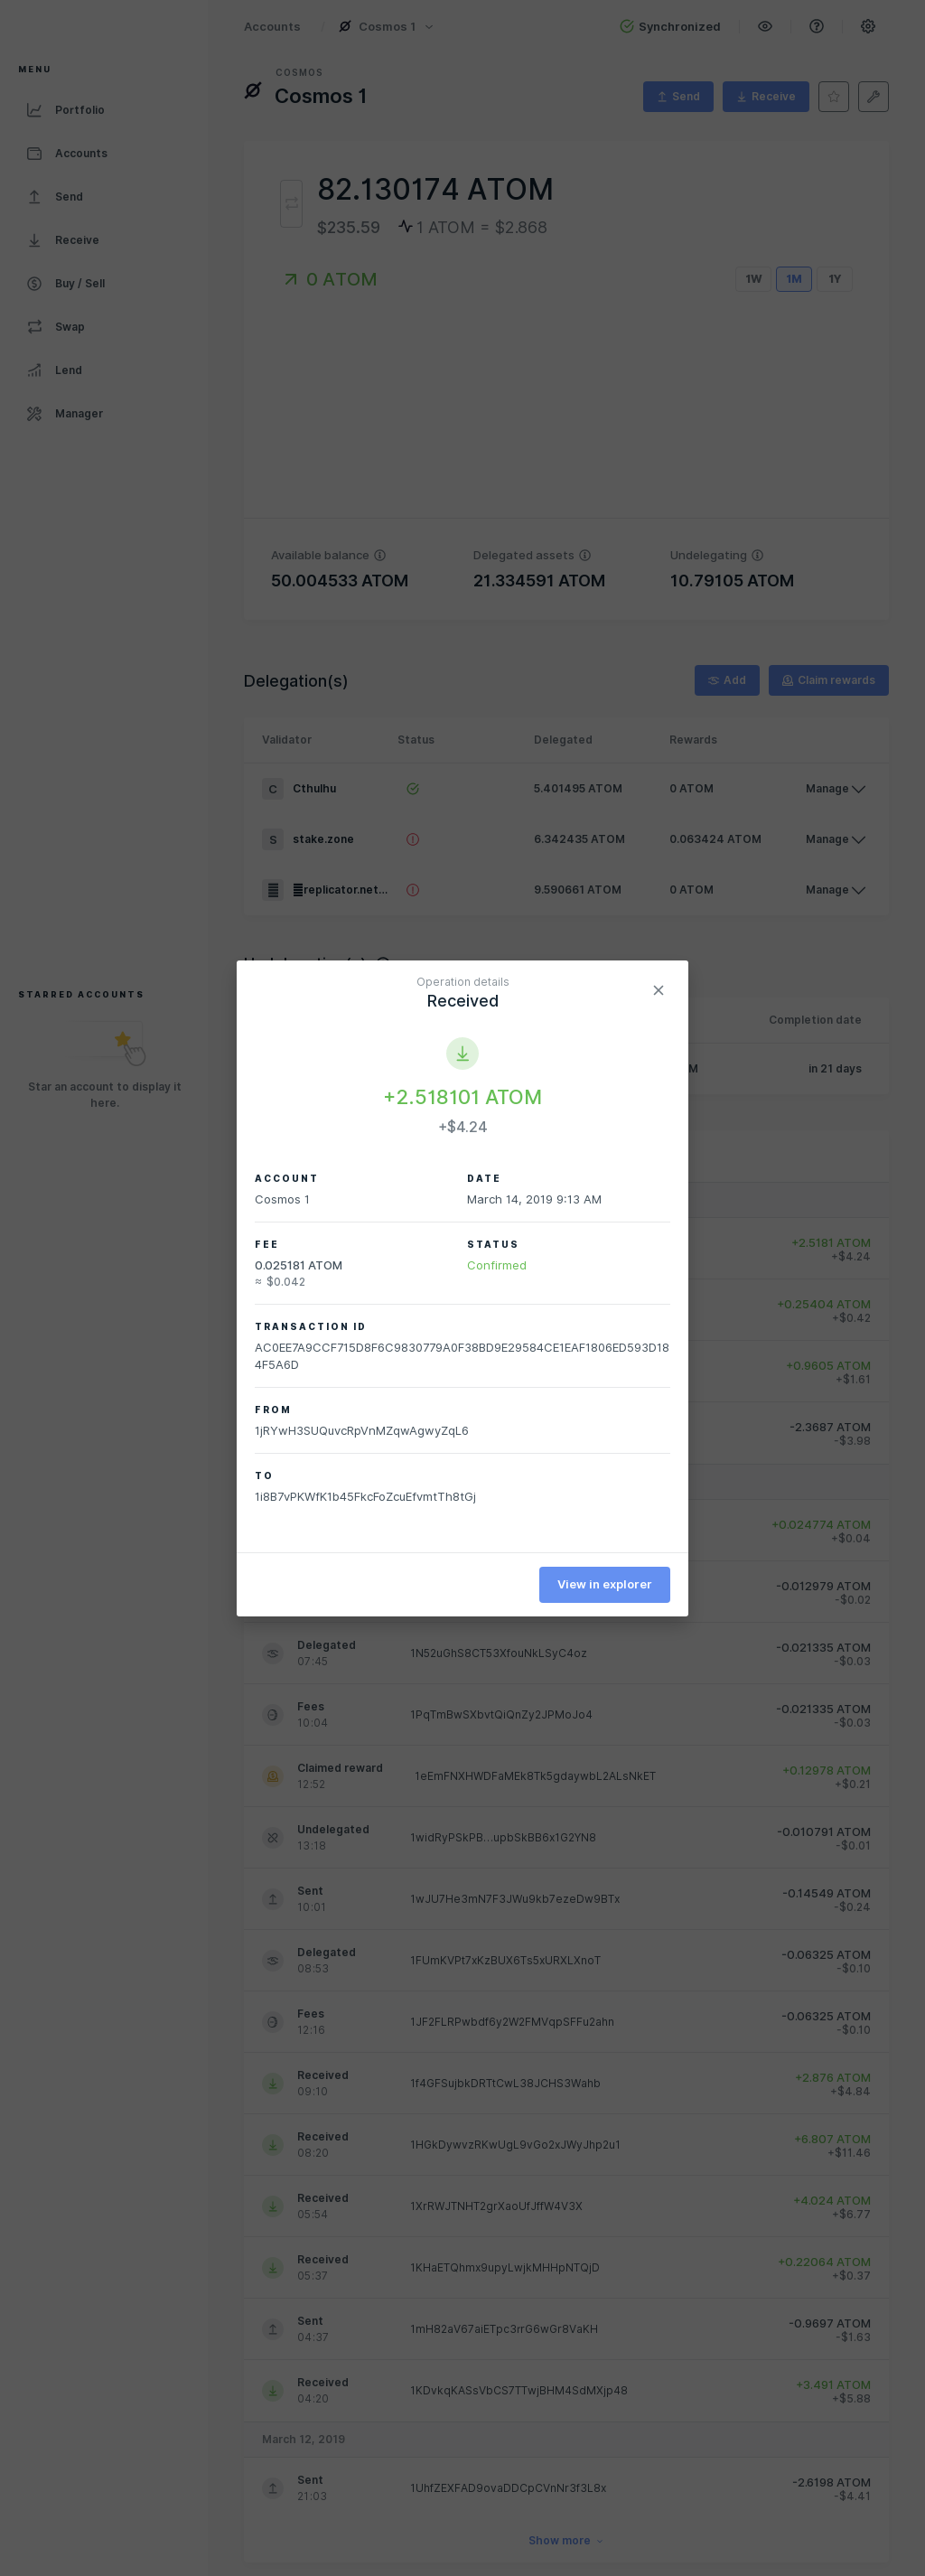 Accounts / Cosmos 1
Synchronized
MENU
Portfolio
Accounts
Send
Receive
Buy / Sell
Swap
Lend
Manager
STARRED ACCOUNTS
Star an account to display it
here.
COSMOS
Cosmos 1
Send
Receive
82.130174 ATOM
$235.59 1 ATOM = $2.868
0 ATOM
1W 1M 1Y
Available balance Delegated assets Undelegating
50.004533 ATOM 21.334591 ATOM 10.79105 ATOM
Delegation(s)
Add
Claim rewards
Validator Status Delegated Rewards
C Cthulhu 5.401495 ATOM 0 ATOM Manage
S stake.zone 6.342435 ATOM 0.063424 ATOM Manage
replicator.net... 9.590661 ATOM 0 ATOM Manage
Completion date
in 21 days
Operation details
Received
+2.518101 ATOM
+$4.24
ACCOUNT
Cosmos 1
DATE
March 14, 2019 9:13 AM
FEE
0.025181 ATOM
≈ $0.042
STATUS
Confirmed
TRANSACTION ID
AC0EE7A9CCF715D8F6C9830779A0F38BD9E29584CE1EAF1806ED593D18
4F5A6D
FROM
1jRYwH3SUQuvcRpVnMZqwAgwyZqL6
TO
1i8B7vPKWfK1b45FkcFoZcuEfvmtTh8tGj
View in explorer
+2.5181 ATOM
+$4.24
+0.25404 ATOM
+$0.42
+0.9605 ATOM
+$1.61
-2.3687 ATOM
-$3.98
+0.024774 ATOM
+$0.04
-0.012979 ATOM
-$0.02
Delegated
07:45
1N52uGhS8CT53XfouNkLSyC4oz
-0.021335 ATOM
-$0.03
Fees
10:04
1PqTmBwSXbvtQiQnZy2JPMoJo4
-0.021335 ATOM
-$0.03
Claimed reward
12:52
1eEmFNXHWDFaMEk8Tk5gdaywbL2ALsNkET
+0.12978 ATOM
+$0.21
Undelegated
13:18
1widRyPSkPB...upbSkBB6x1G2YN8
-0.010791 ATOM
-$0.01
Sent
10:01
1wJU7He3mN7F3JWu9kb7ezeDw9BTx
-0.14549 ATOM
-$0.24
Delegated
08:53
1FUmKVPt7xKzBUX6Ts5xURXLXnoT
-0.06325 ATOM
-$0.10
Fees
12:16
1JF2FLRPwbdf6y2W2FMVqpSFFu2ahn
-0.06325 ATOM
-$0.10
Received
09:10
1f4GFSujbkDRTtCwL38JCHS3Wahb
+2.876 ATOM
+$4.84
Received
08:20
1HGkDywvzRKwUgL9vGo2xJWyJhp2u1
+6.807 ATOM
+$11.46
Received
05:54
1XrRWJTNHT2grXaoUfJffW4V3X
+4.024 ATOM
+$6.77
Received
05:37
1KHaETQhmx9upyLwjkMHHpNTQjD
+0.22064 ATOM
+$0.37
Sent
04:37
1mH82aV67aiETpc3rrG6wGr8VaKH
-0.9697 ATOM
-$1.63
Received
04:20
1KDvkqKASsVbCS7TTwjBHM4SdMXjp48
+3.491 ATOM
+$5.88
March 12, 2019
Sent
21:03
1UhfZEXFAD9ovaDDCpCVnNr3f3L8x
-2.6198 ATOM
-$4.41
Show more